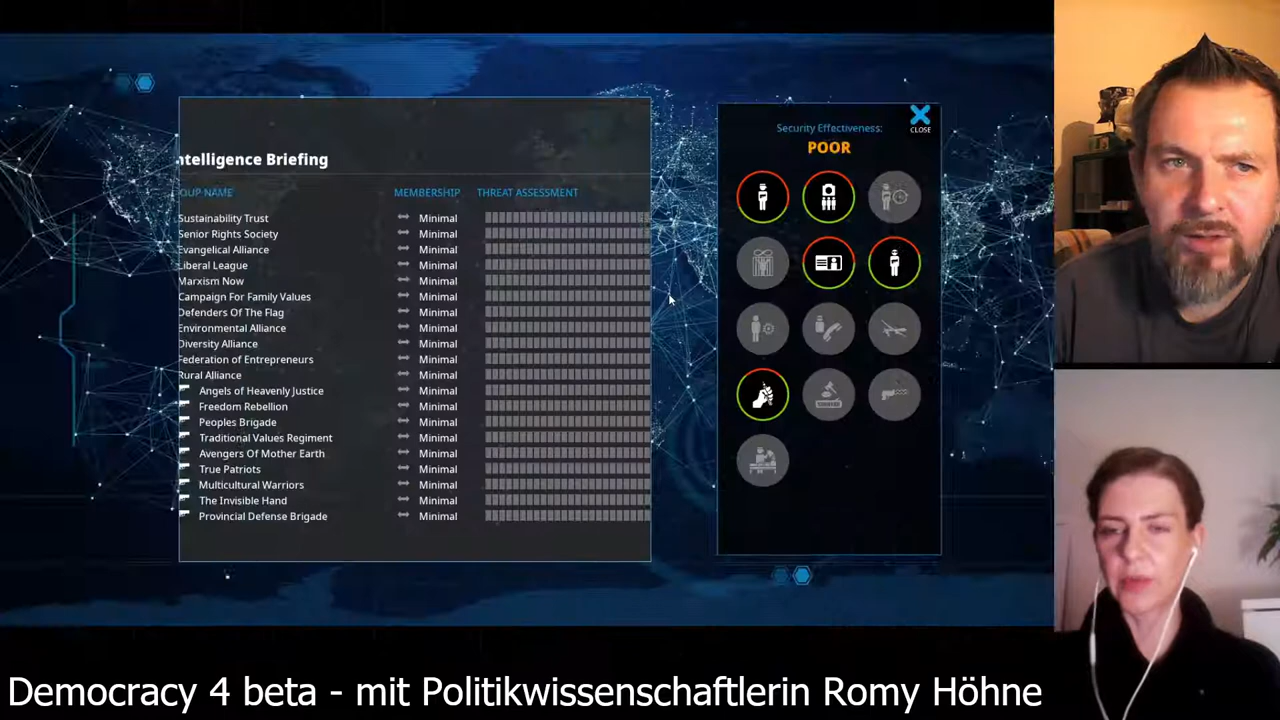 ntelligence Briefing
OUP NAME MEMBERSHIP THREAT ASSESSMENT
Sustainability Trust Minimal
Senior Rights Society Minimal
Evangelical Alliance Minimal
Liberal League Minimal
Marxism Now Minimal
Campaign For Family Values Minimal
Defenders Of The Flag Minimal
Environmental Alliance Minimal
Diversity Alliance Minimal
Federation of Entrepreneurs Minimal
Rural Alliance Minimal
Angels of Heavenly Justice Minimal
Freedom Rebellion Minimal
Peoples Brigade Minimal
Traditional Values Regiment Minimal
Avengers Of Mother Earth Minimal
True Patriots Minimal
Multicultural Warriors Minimal
The Invisible Hand Minimal
Provincial Defense Brigade Minimal
CLOSE
Security Effectiveness:
POOR
Democracy 4 beta - mit Politikwissenschaftlerin Romy Höhne